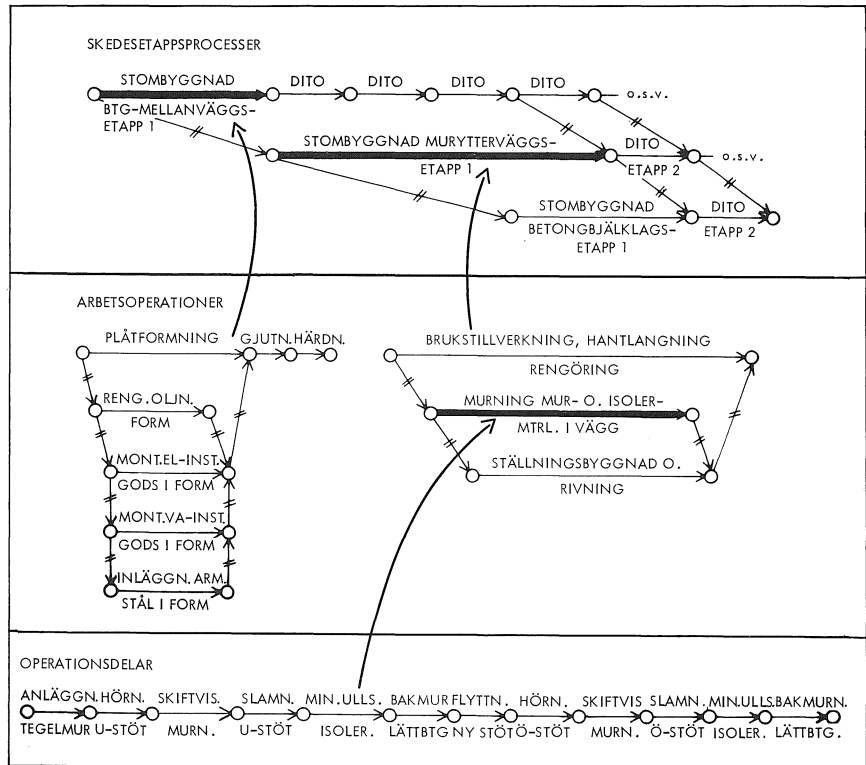 SKEDESETAPPSPROCESSER
STOMBYGGNAD DITO DITO DITO DITO O.S.V.
BTG-MELLANVÄGGS-
ETAPP 1
STOMBYGGNAD MURYTTERVÄGGS- DITO O.S.V.
ETAPP 1 ETAPP 2
STOMBYGGNAD DITO
BETONGBJÄLKLAGS- ETAPP 2
ETAPP 1
ARBETSOPERATIONER
PLÅTFORMNING GJUTN. HÄRDN.
RENG. OLJN.
FORM
MONT. EL-INST.
GODS I FORM
MONT. VA-INST.
GODS I FORM
INLÄGGN. ARM.
STÅL I FORM
BRUKSTILLVERKNING, HANTLANGNING
RENGÖRING
MURNING MUR- O. ISOLER-
MTRL. I VÄGG
STÄLLNINGSBYGGNAD O.
RIVNING
OPERATIONSDELAR
ANLÄGGN. HÖRN. SKIFTVIS. SLAMN. MIN.ULLS. BAKMUR FLYTTN. HÖRN. SKIFTVIS SLAMN. MIN.ULLS. BAKMURN.
TEGELMUR U-STÖT MURN. U-STÖT ISOLER. LÄTTBTG NY STÖT Ö-STÖT MURN. Ö-STÖT ISOLER. LÄTTBTG.